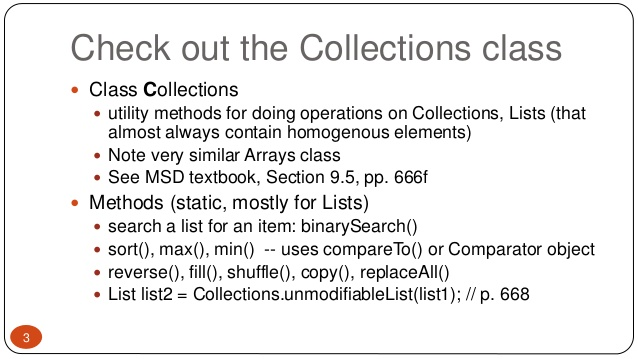 Check out the Collections class
• Class Collections
• utility methods for doing operations on Collections, Lists (that
almost always contain homogenous elements)
• Note very similar Arrays class
• See MSD textbook, Section 9.5, pp. 666f
• Methods (static, mostly for Lists)
• search a list for an item: binarySearch()
• sort(), max(), min()  -- uses compareTo() or Comparator object
• reverse(), fill(), shuffle(), copy(), replaceAll()
• List list2 = Collections.unmodifiableList(list1); // p. 668
3